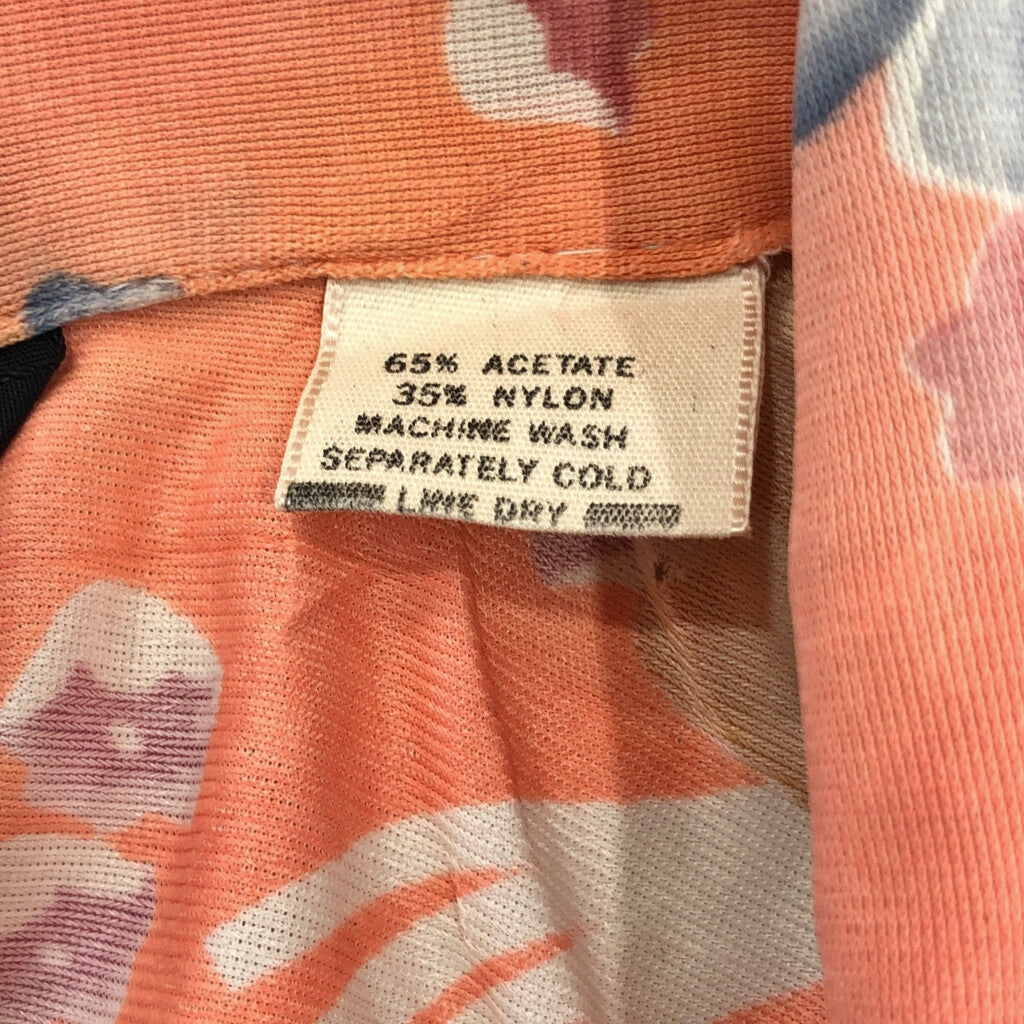 65% ACETATE
35% NYLON
MACHINE WASH
SEPARATELY COLD
LINE DRY